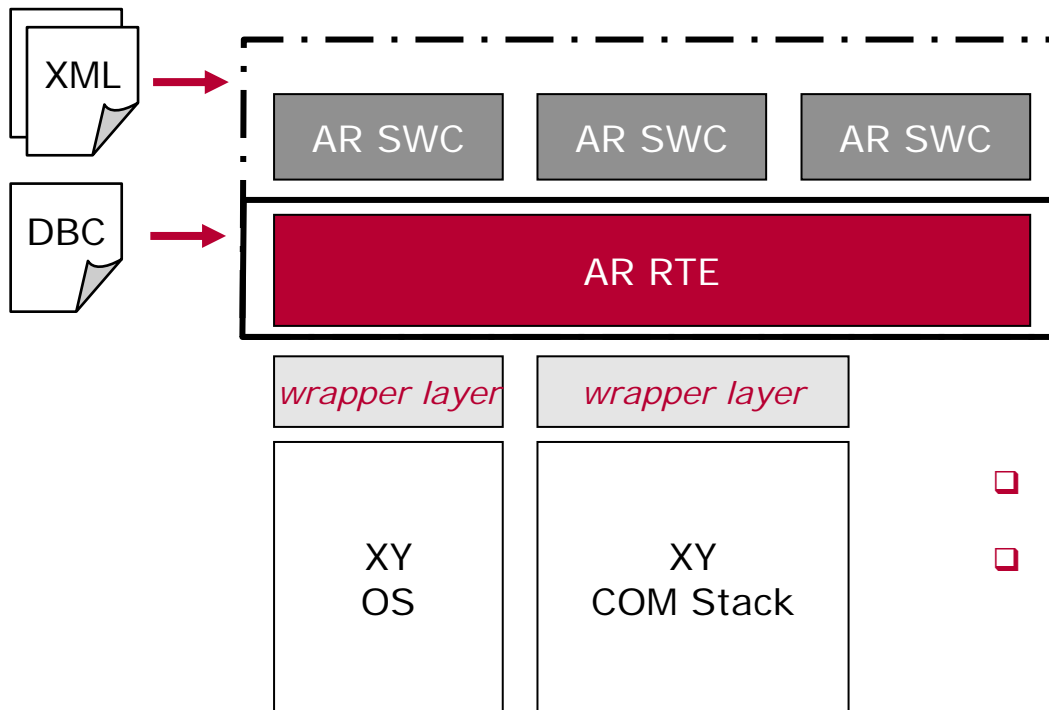 XML
AR SWC
AR SWC
AR SWC
DBC
AR RTE
wrapper layer
wrapper layer
XY
OS
XY
COM Stack